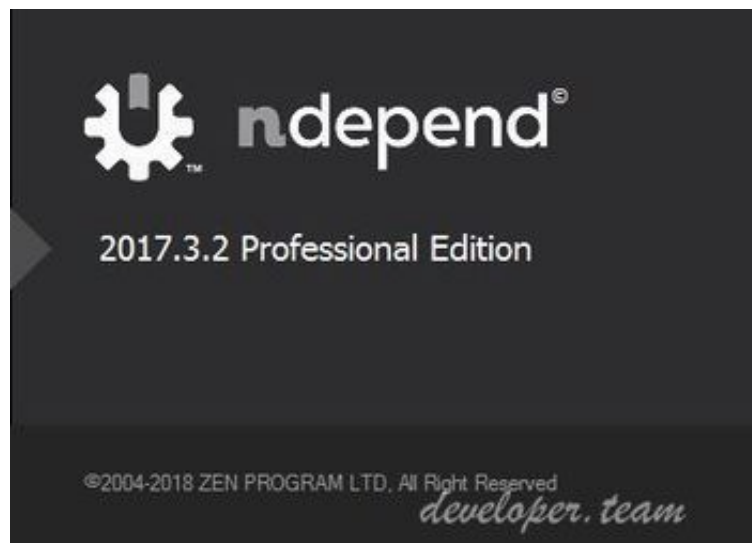 ndepend©
™
2017.3.2 Professional Edition
©2004-2018 ZEN PROGRAM LTD, All Right Reserved
developer.team